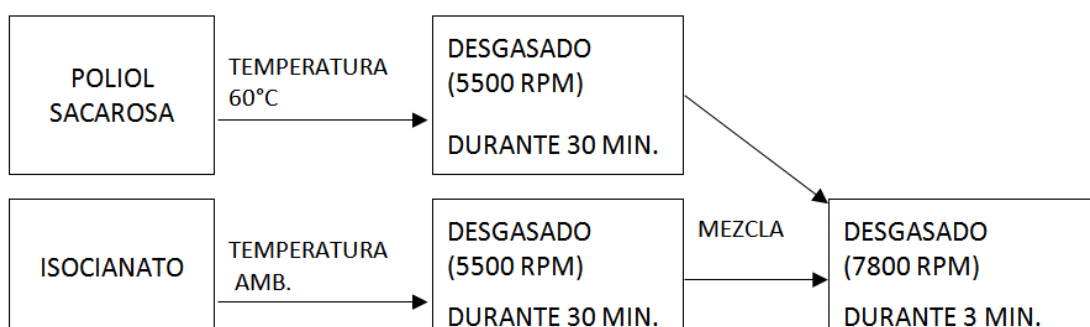 POLIOL
SACAROSA
TEMPERATURA
60°C
DESGASADO
(5500 RPM)
DURANTE 30 MIN.
ISOCIANATO
TEMPERATURA
AMB.
DESGASADO
(5500 RPM)
DURANTE 30 MIN.
MEZCLA
DESGASADO
(7800 RPM)
DURANTE 3 MIN.